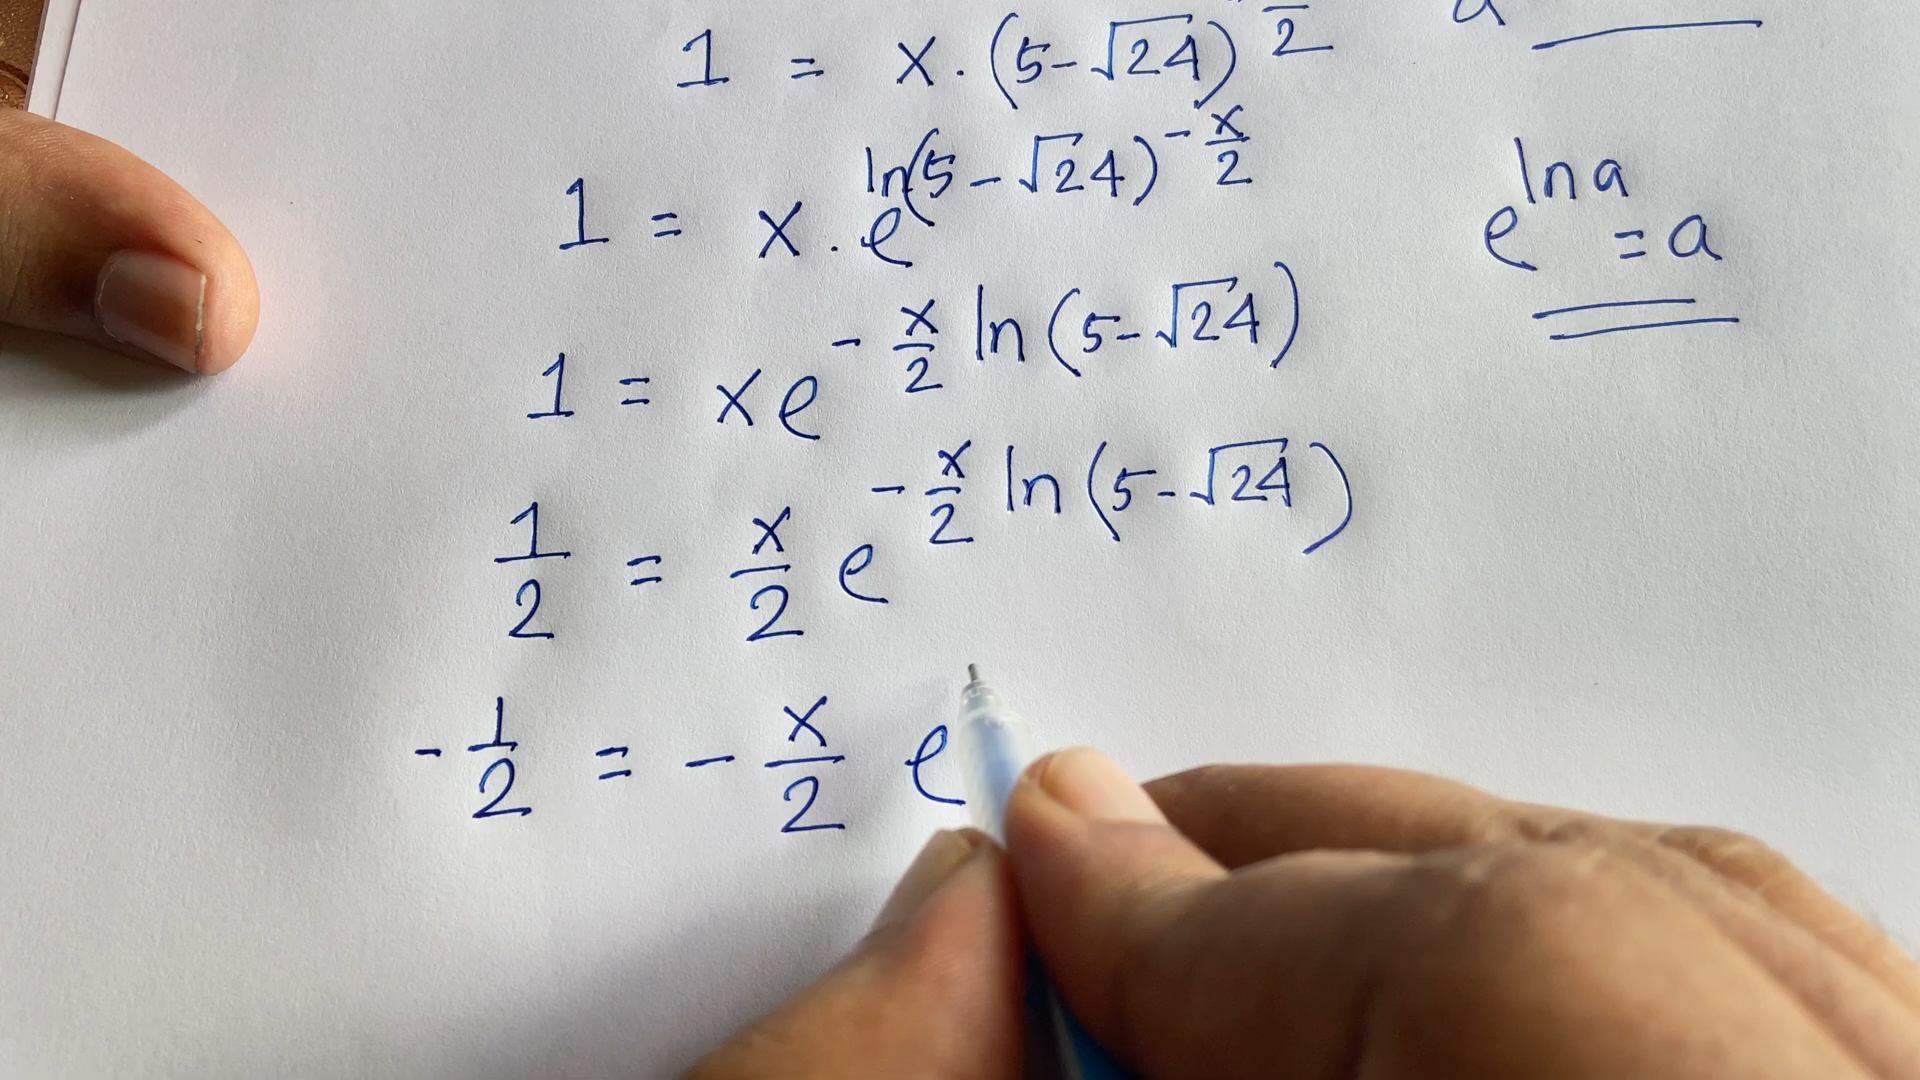 1 = x . (5-√24)^-/2
1 = x . e^ln(5-√24)^-x/2
e^ln a = a
1 = xe^-x/2 ln(5-√24)
1/2 = x/2 e^-x/2 ln(5-√24)
-1/2 = -x/2 e